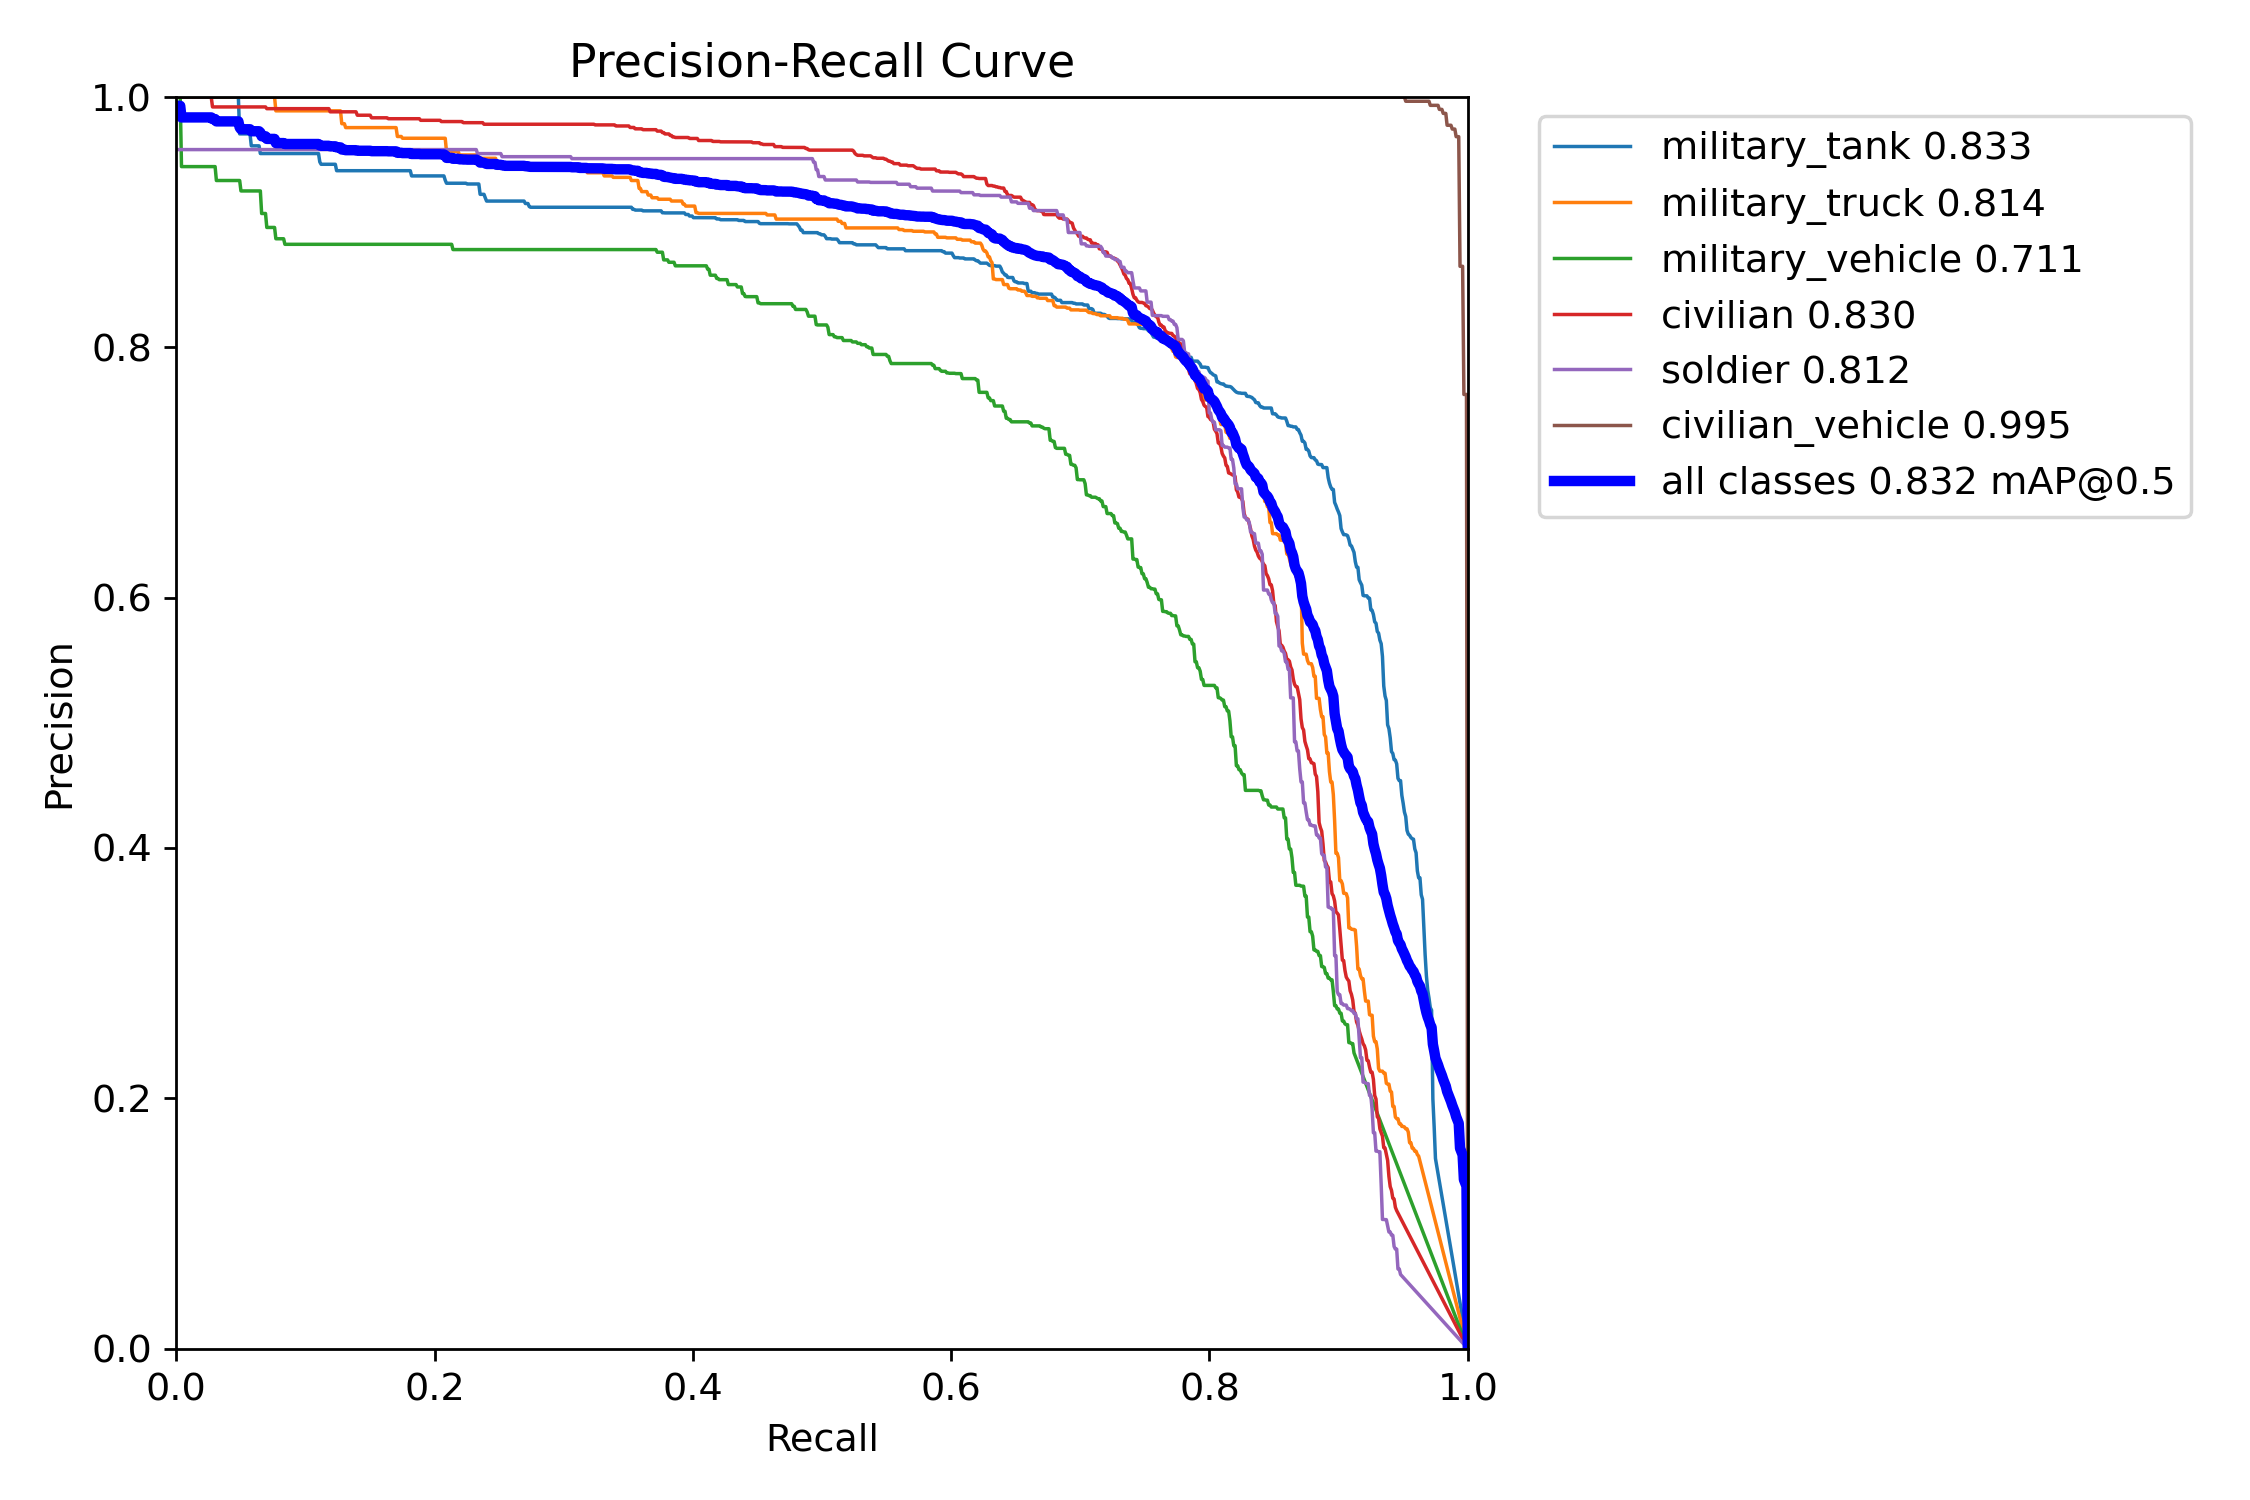 Precision-Recall Curve
1.0
0.8
0.6
0.4
0.2
0.0
Precision
0.0 0.2 0.4 0.6 0.8 1.0
Recall
military_tank 0.833
military_truck 0.814
military_vehicle 0.711
civilian 0.830
soldier 0.812
civilian_vehicle 0.995
all classes 0.832 mAP@0.5